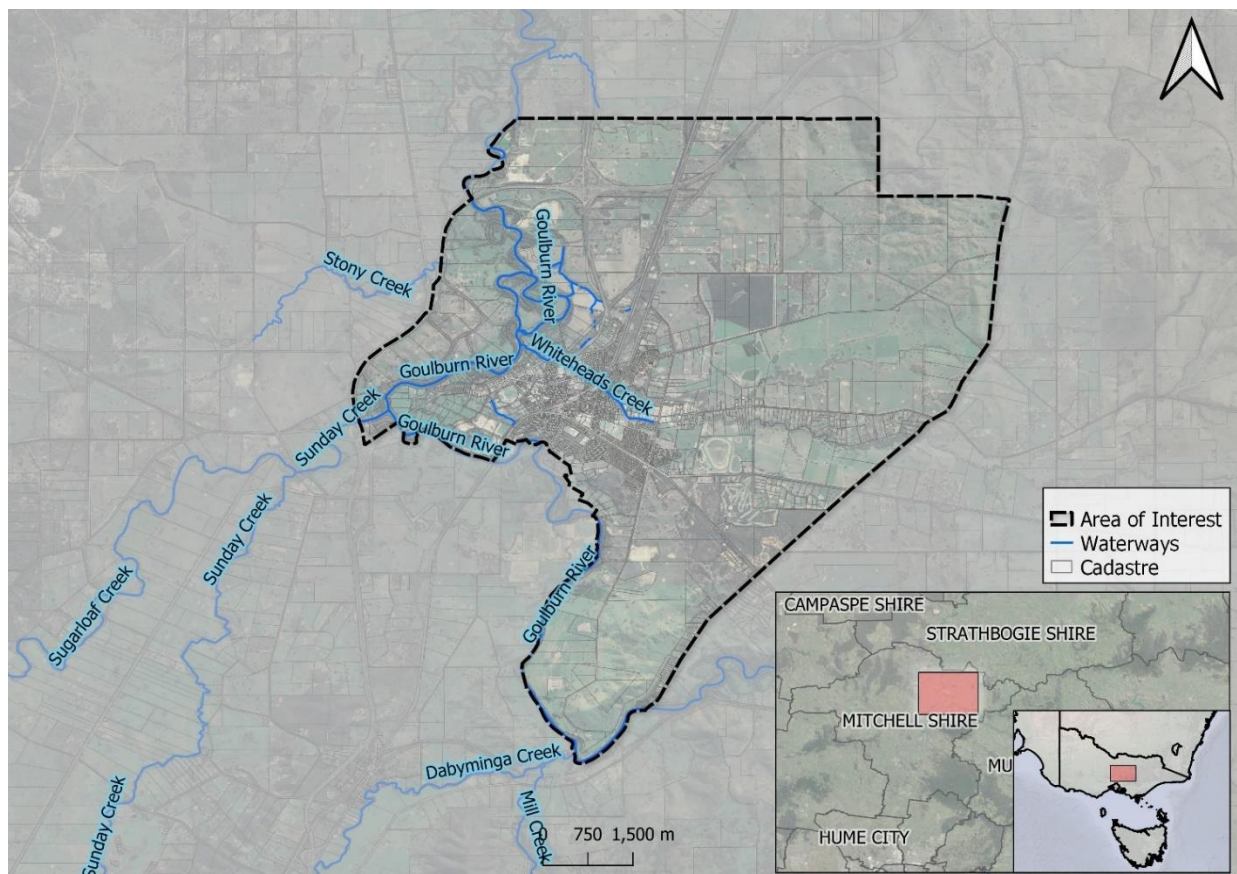 Goulburn River
Stony Creek
Whiteheads Creek
Goulburn River
Sunday Creek
Goulburn River
Sunday Creek
Sugarloaf Creek
Goulburn River
Dabyminga Creek
Mill Creek
Sunday Creek
0 750 1,500 m
Area of Interest
Waterways
Cadastre
CAMPASPE SHIRE
STRATHBOGIE SHIRE
MITCHELL SHIRE
MU
HUME CITY